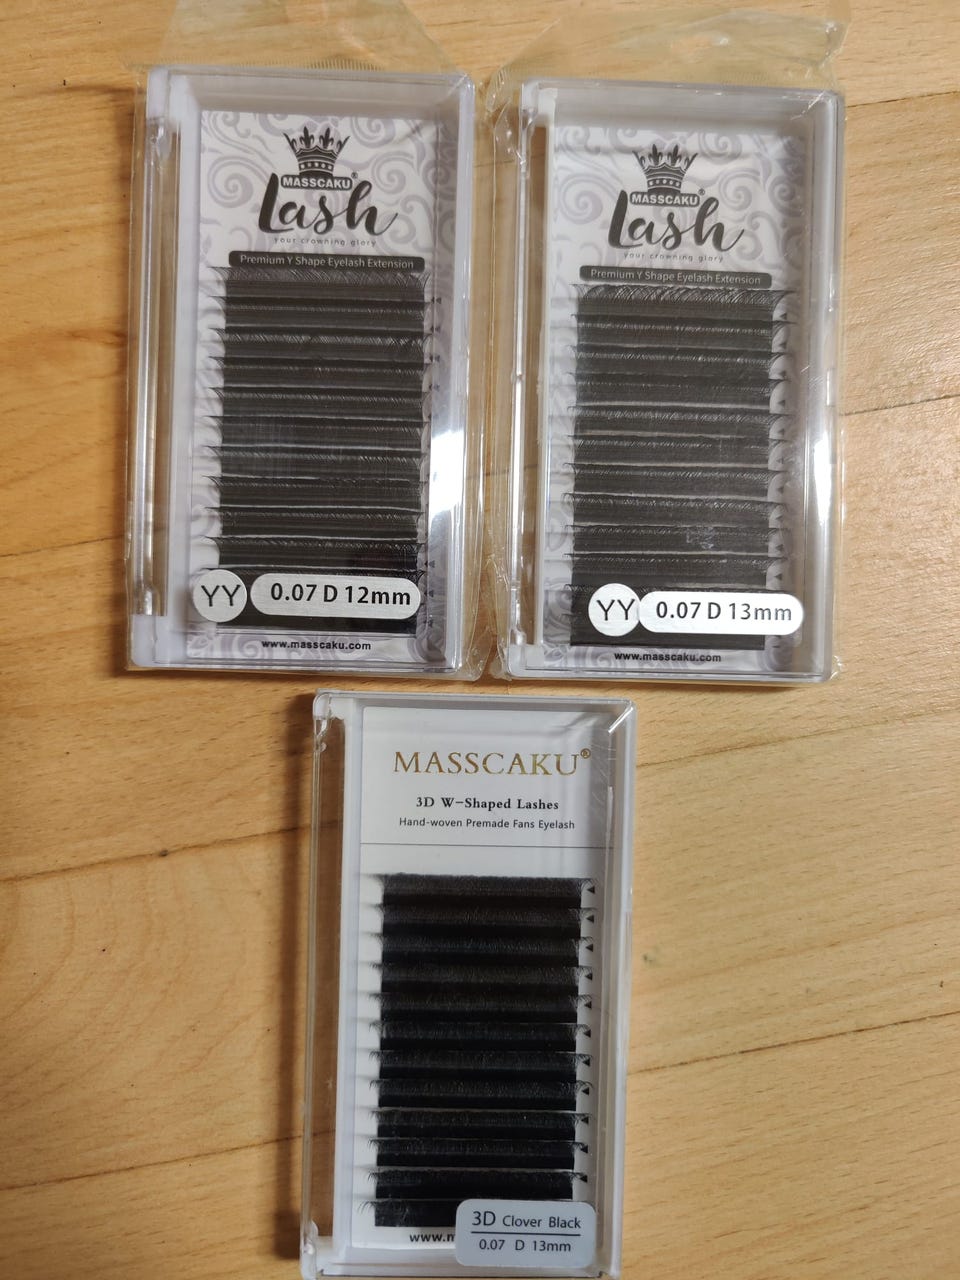 MASSCAKU®
Lash
your crowning glory
Premium Y Shape Eyelash Extension
YY
0.07 D 12mm
www.masscaku.com
MASSCAKU®
Lash
your crowning glory
Premium Y Shape Eyelash Extension
YY
0.07 D 13mm
www.masscaku.com
MASSCAKU®
3D W-Shaped Lashes
Hand-woven Premade Fans Eyelash
3D Clover Black
0.07 D 13mm